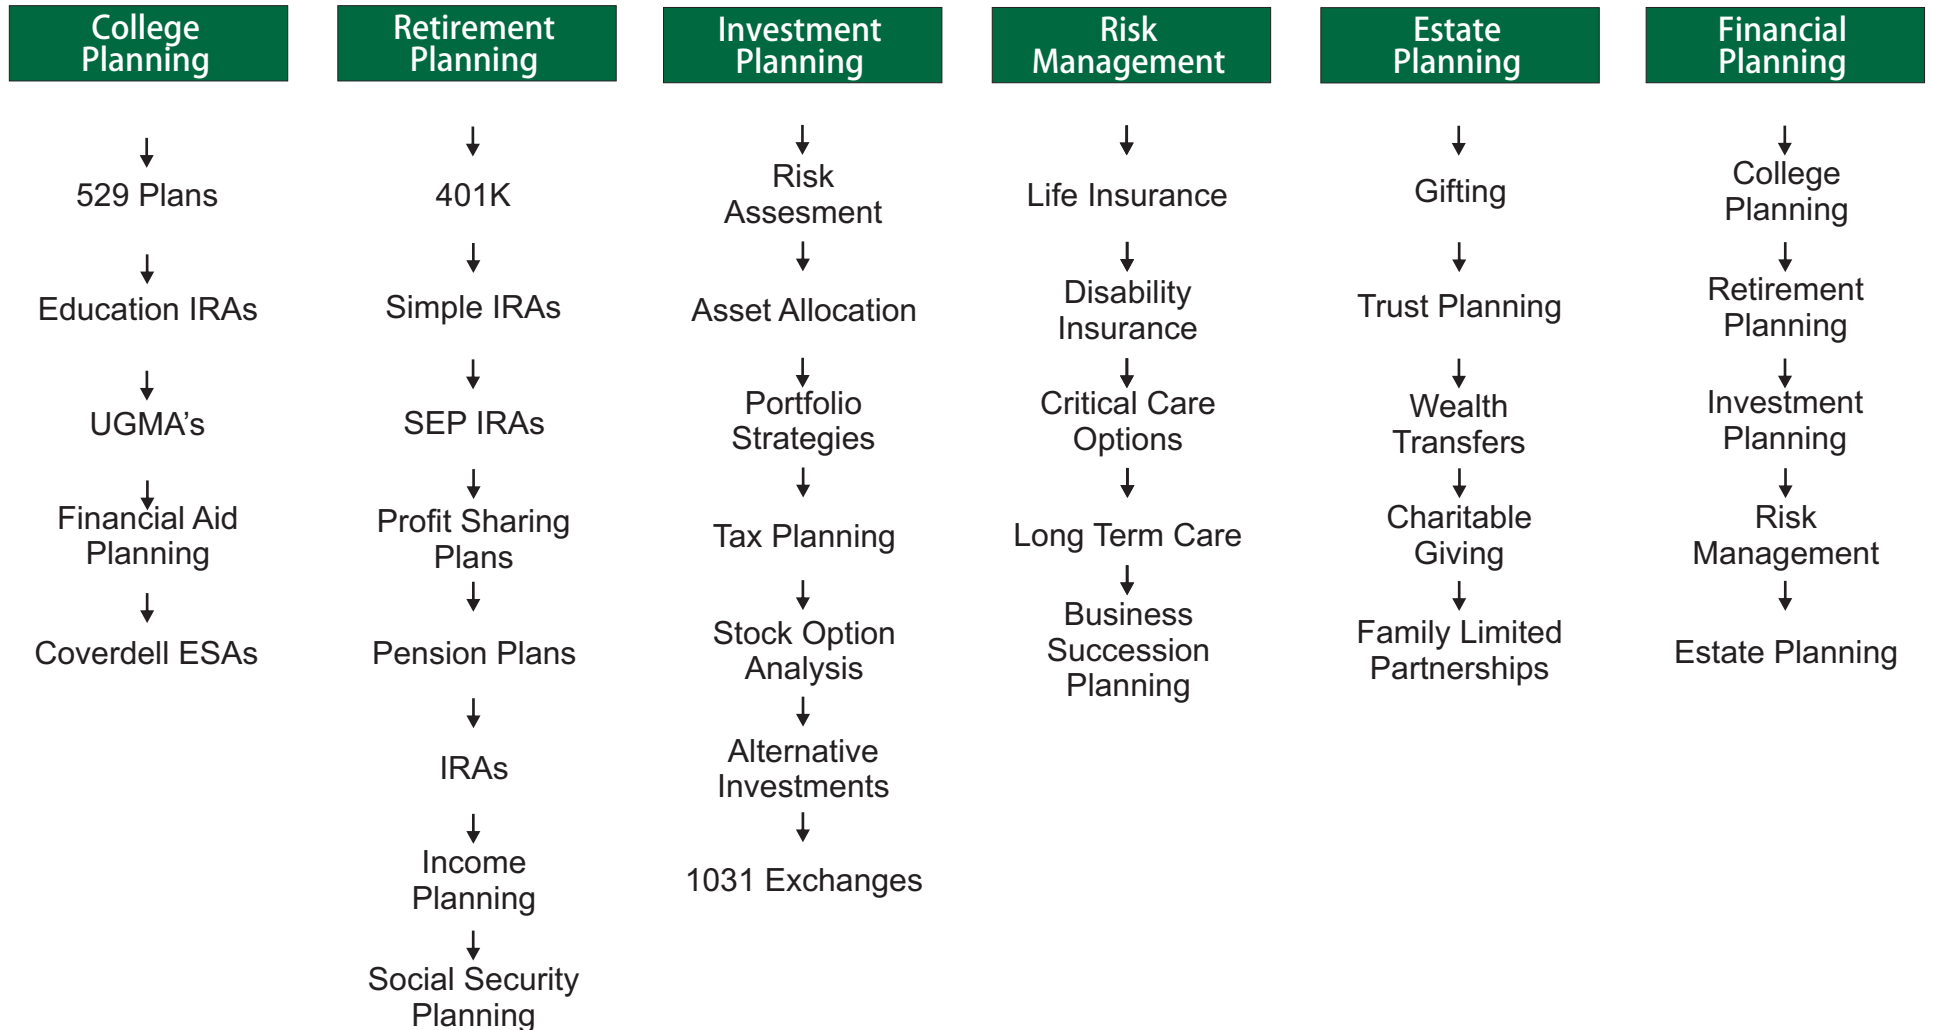 College
Planning
529 Plans
Education IRAs
UGMA’s
Financial Aid
Planning
Coverdell ESAs
Retirement
Planning
401K
Simple IRAs
SEP IRAs
Profit Sharing
Plans
Pension Plans
IRAs
Income
Planning
Social Security
Planning
Investment
Planning
Risk
Assesment
Asset Allocation
Portfolio
Strategies
Tax Planning
Stock Option
Analysis
Alternative
Investments
1031 Exchanges
Risk
Management
Life Insurance
Disability
Insurance
Critical Care
Options
Long Term Care
Business
Succession
Planning
Estate
Planning
Gifting
Trust Planning
Wealth
Transfers
Charitable
Giving
Family Limited
Partnerships
Financial
Planning
College
Planning
Retirement
Planning
Investment
Planning
Risk
Management
Estate Planning